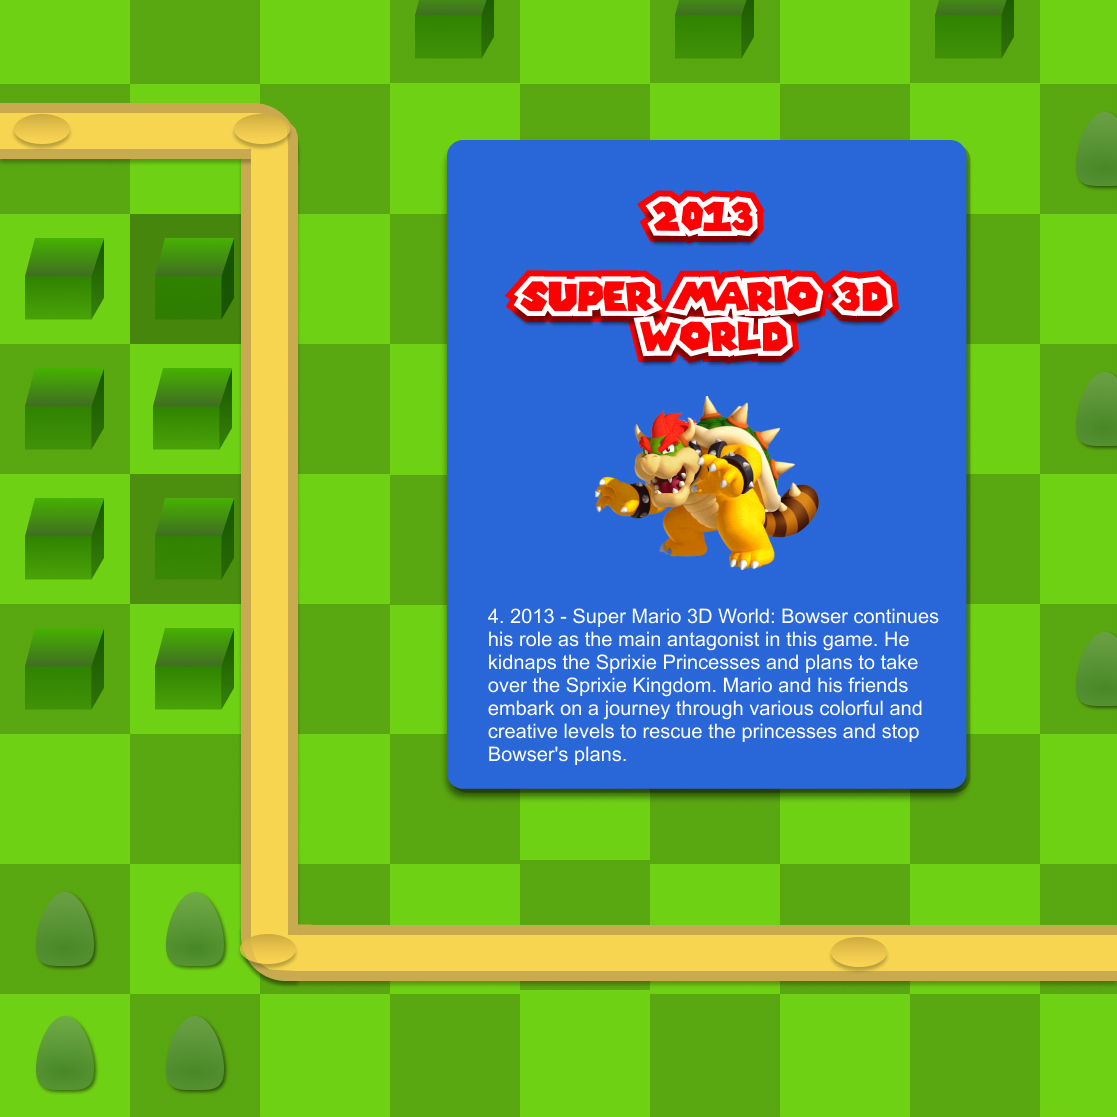 2013
SUPER MARIO 3D
WORLD
4. 2013 - Super Mario 3D World: Bowser continues
his role as the main antagonist in this game. He
kidnaps the Sprixie Princesses and plans to take
over the Sprixie Kingdom. Mario and his friends
embark on a journey through various colorful and
creative levels to rescue the princesses and stop
Bowser's plans.